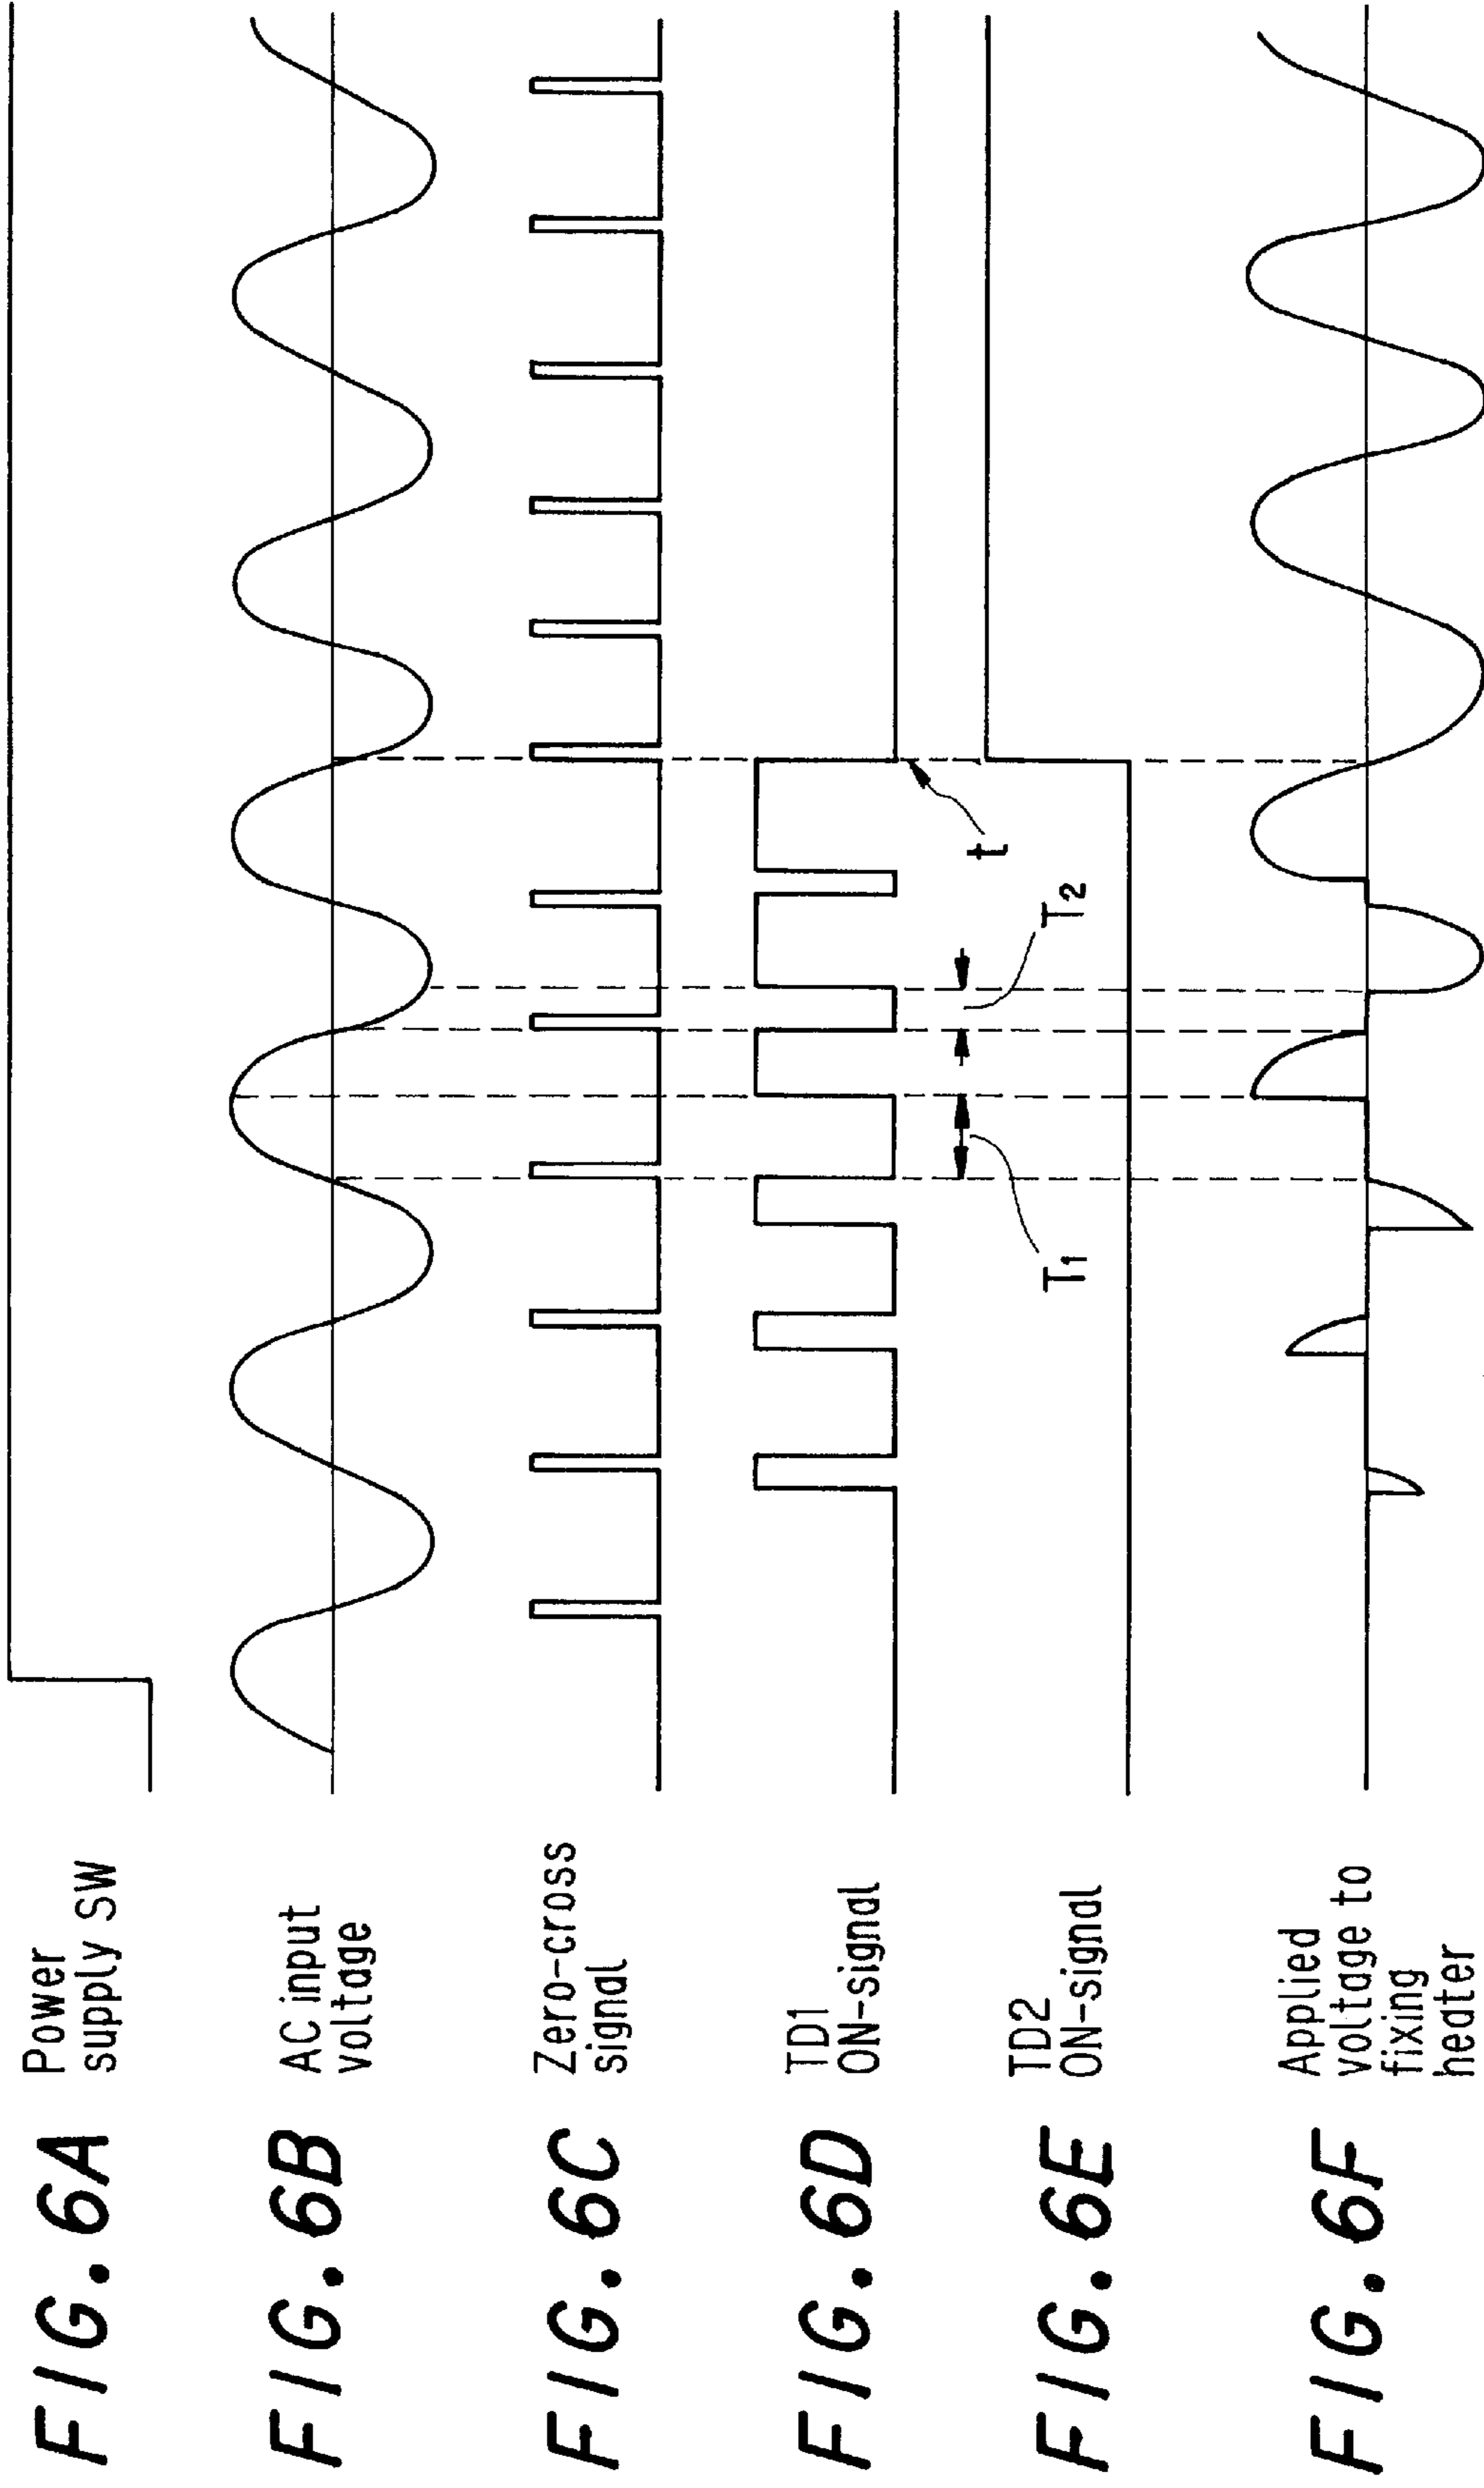 FIG. 6A
Power
supply SW
FIG. 6B
AC input
voltage
FIG. 6C
Zero-cross
signal
FIG. 6D
TD1
ON-signal
T1
T2
t
FIG. 6E
TD2
ON-signal
FIG. 6F
Applied
voltage to
fixing
heater